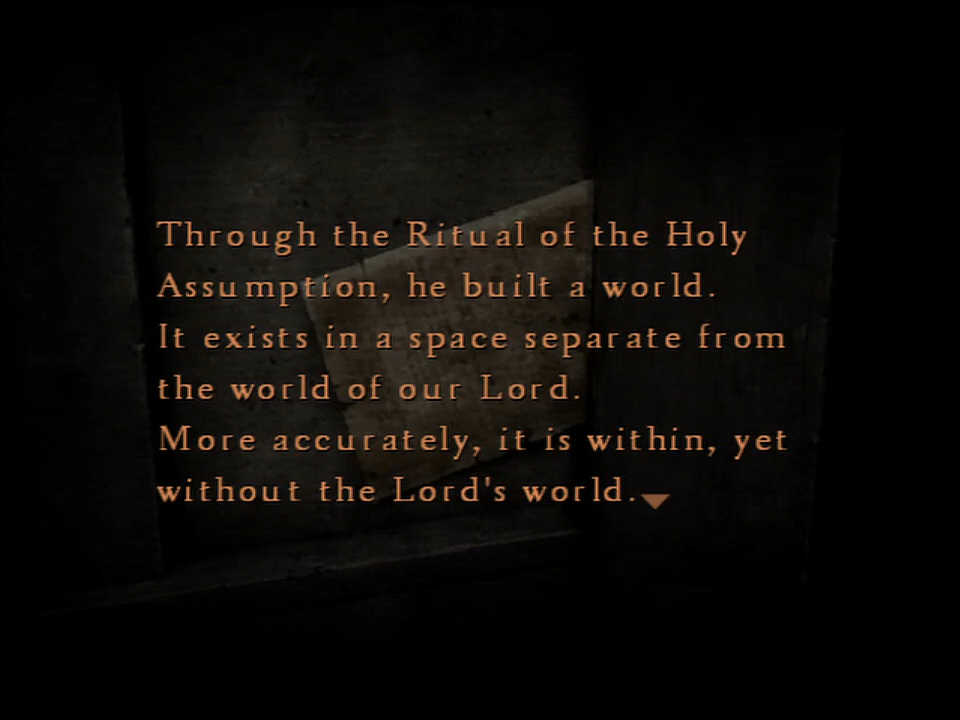 Through the Ritual of the Holy
Assumption, he built a world.
It exists in a space separate from
the world of our Lord.
More accurately, it is within, yet
without the Lord's world.